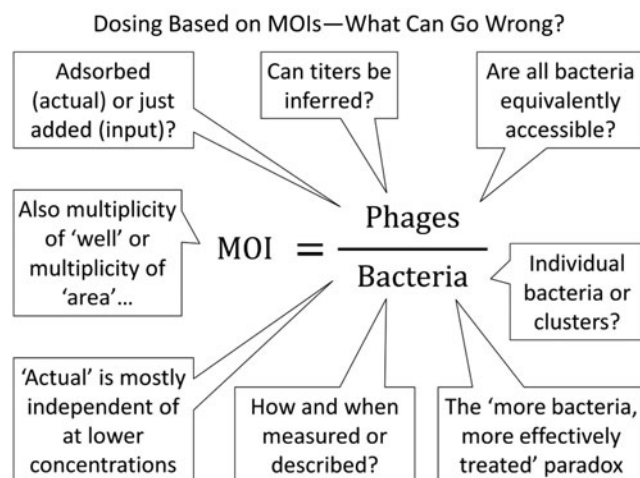 Dosing Based on MOIs—What Can Go Wrong?
Adsorbed
(actual) or just
added (input)?
Can titers be
inferred?
Are all bacteria
equivalently
accessible?
Also multiplicity
of ‘well’ or
multiplicity of
‘area’...
MOI =
Phages
Bacteria
Individual
bacteria or
clusters?
‘Actual’ is mostly
independent of
at lower
concentrations
How and when
measured or
described?
The ‘more bacteria,
more effectively
treated’ paradox